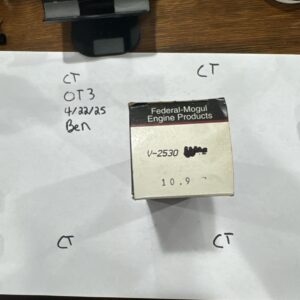 CT
CT
OT3
4/22/25
Ben
Federal-Mogul
Engine Products
V-2530
10.9
CT
CT